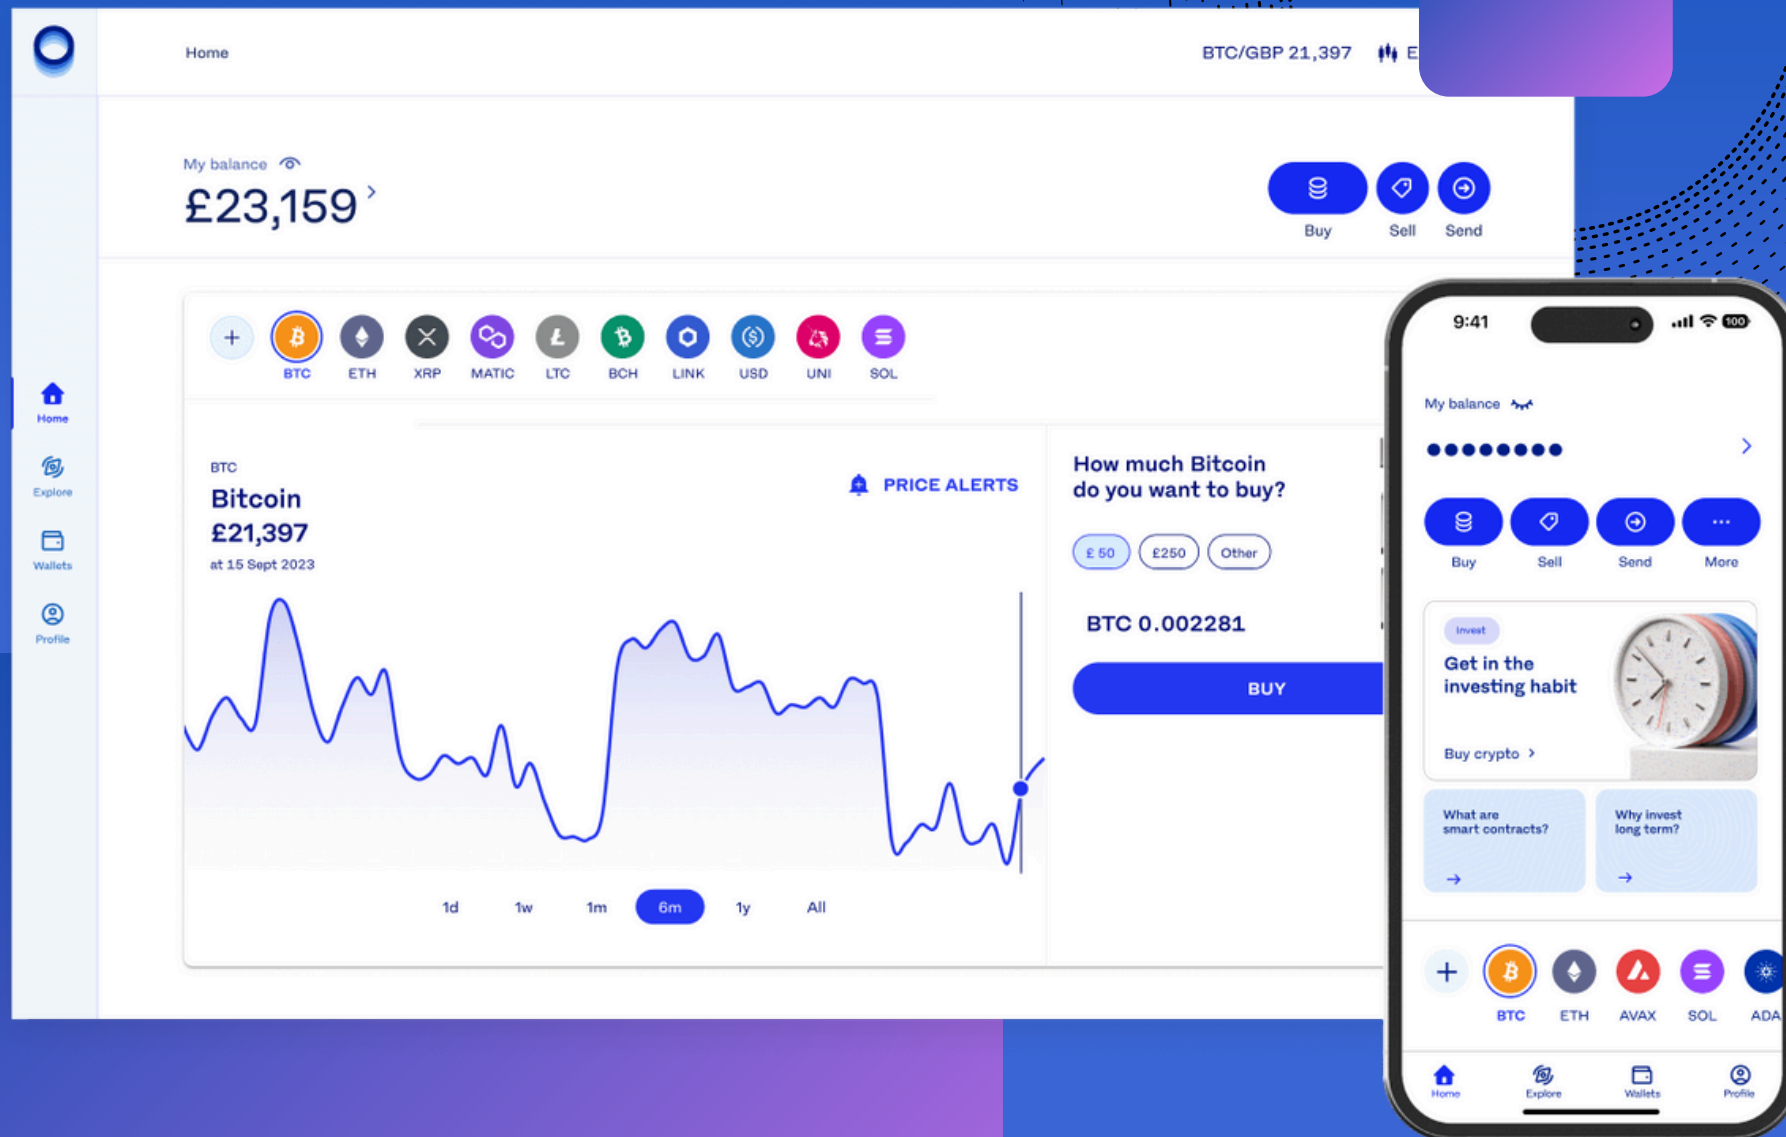 Home
BTC/GBP 21,397
E
My balance
£23,159
Buy
Sell
Send
BTC
ETH
XRP
MATIC
LTC
BCH
LINK
USD
UNI
SOL
Home
Explore
Wallets
Profile
BTC
Bitcoin
£21,397
at 15 Sept 2023
PRICE ALERTS
1d
1w
1m
6m
1y
All
How much Bitcoin
do you want to buy?
£ 50
£250
Other
BTC 0.002281
BUY
9:41
100
My balance
Buy
Sell
Send
More
Invest
Get in the
investing habit
Buy crypto
What are
smart contracts?
Why invest
long term?
BTC
ETH
AVAX
SOL
ADA
Home
Explore
Wallets
Profile